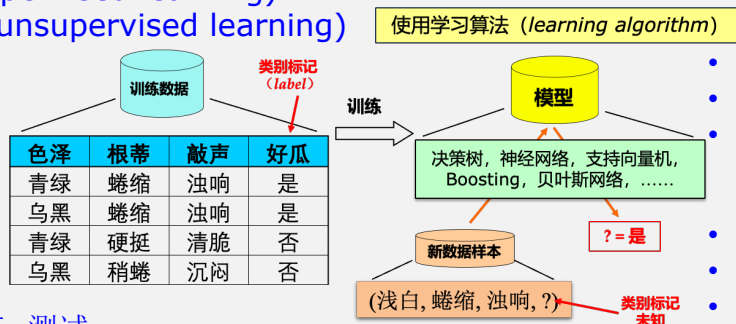 unsupervised learning)
使用学习算法（learning algorithm）
训练数据
类别标记
（label）
训练
模型
色泽 根蒂 敲声 好瓜
青绿 蜷缩 浊响 是
乌黑 蜷缩 浊响 是
青绿 硬挺 清脆 否
乌黑 稍蜷 沉闷 否
决策树，神经网络，支持向量机，
Boosting，贝叶斯网络，……
? = 是
新数据样本
(浅白, 蜷缩, 浊响, ?)
类别标记
未知
测试